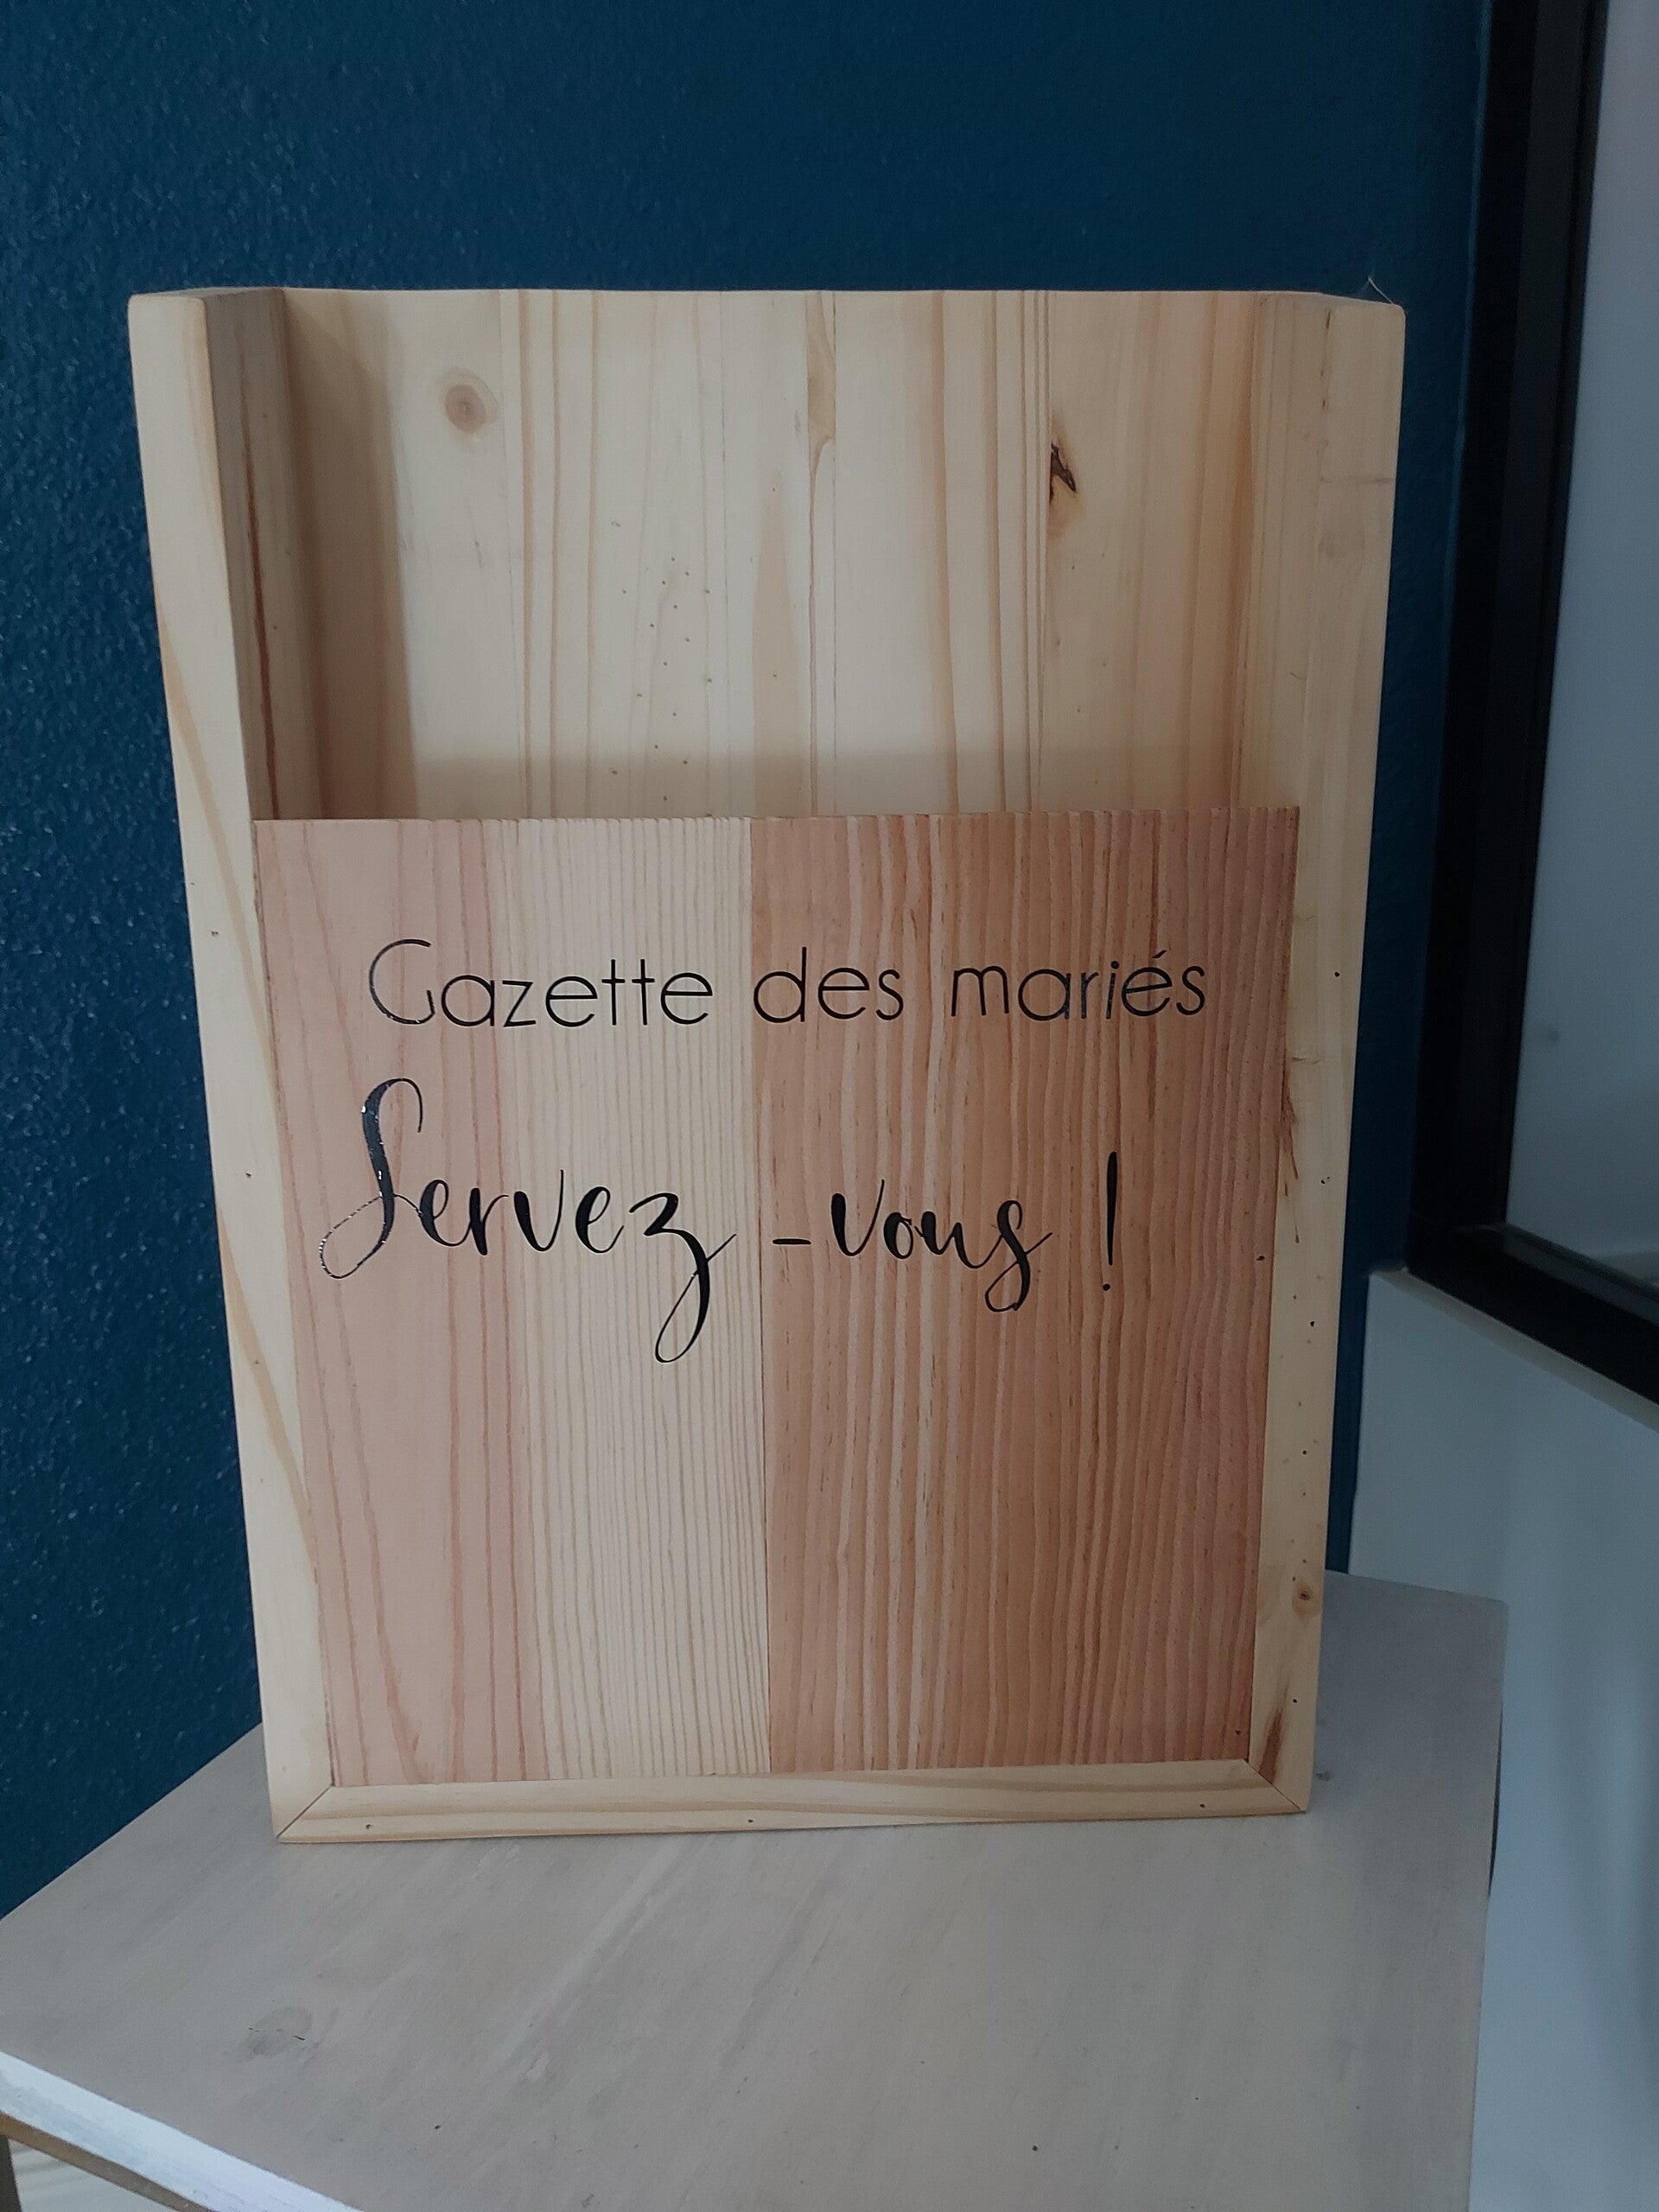 Gazette des mariés
Servez-vous !